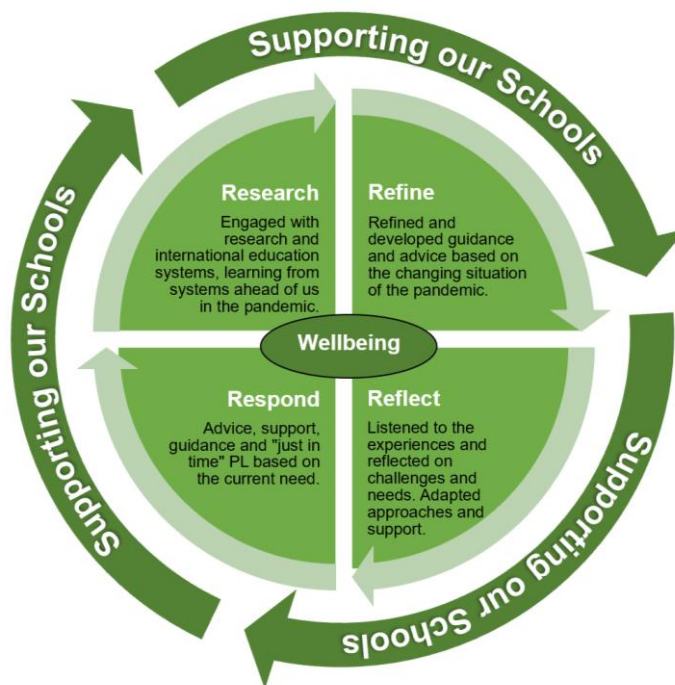 Supporting our Schools
Supporting our Schools
Supporting our Schools
Research
Engaged with
research and
international education
systems, learning from
systems ahead of us
in the pandemic.
Refine
Refined and
developed guidance
and advice based on
the changing situation
of the pandemic.
Wellbeing
Respond
Advice, support,
guidance and "just in
time" PL based on
the current need.
Reflect
Listened to the
experiences and
reflected on
challenges and
needs. Adapted
approaches and
support.